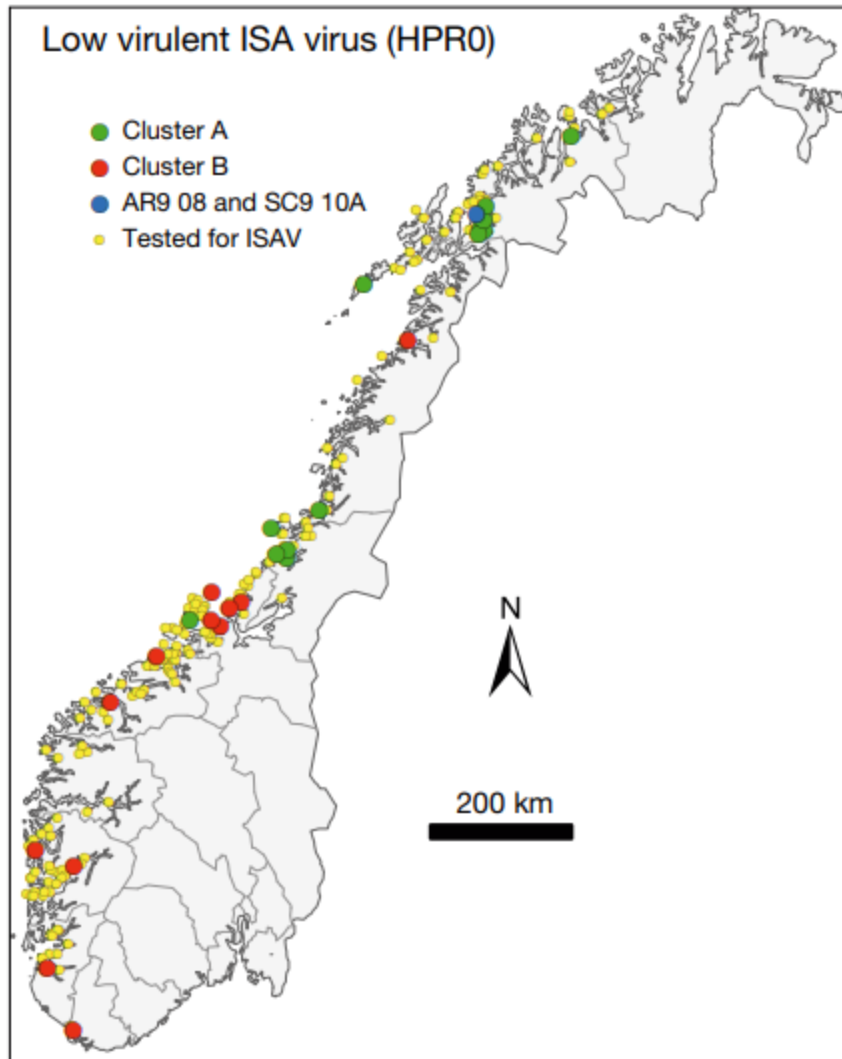 Low virulent ISA virus (HPR0)
Cluster A
Cluster B
AR9 08 and SC9 10A
Tested for ISAV
N
200 km